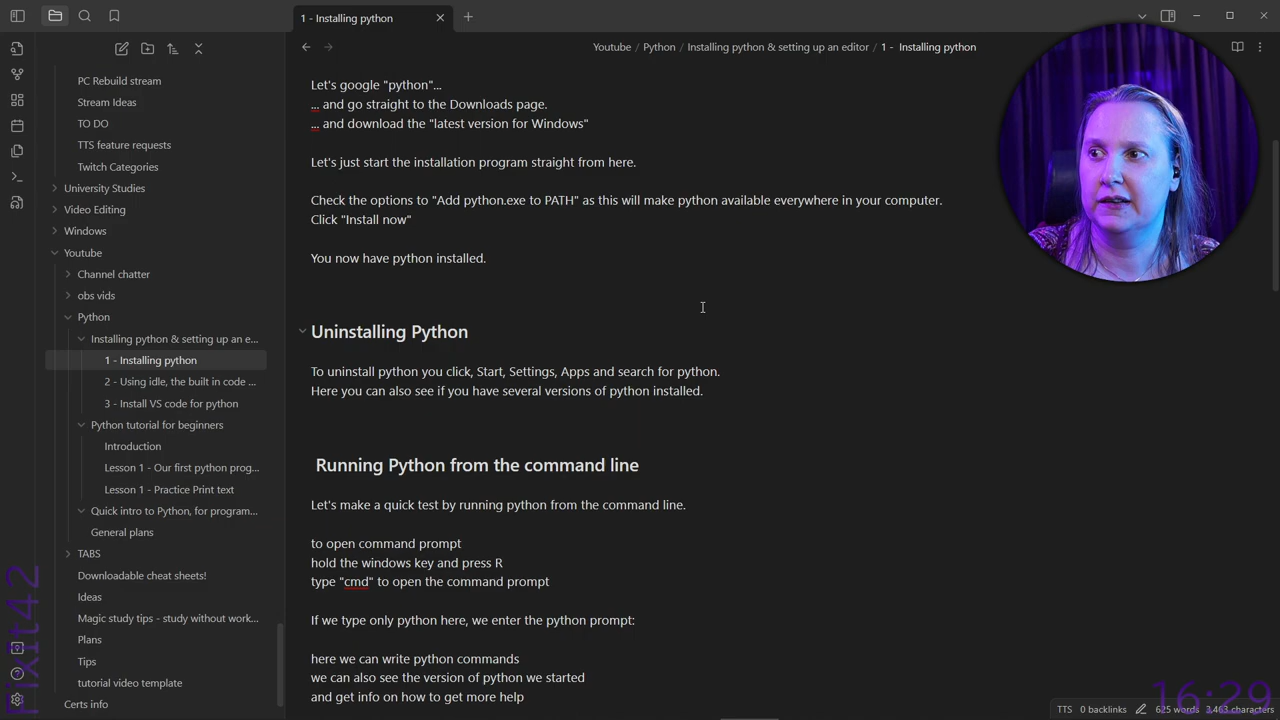 1 - Installing python
Youtube / Python / Installing python & setting up an editor / 1 - Installing python
PC Rebuild stream
Stream Ideas
TO DO
TTS feature requests
Twitch Categories
University Studies
Video Editing
Windows
Youtube
Channel chatter
obs vids
Python
Installing python & setting up an e...
1 - Installing python
2 - Using idle, the built in code ...
3 - Install VS code for python
Python tutorial for beginners
Introduction
Lesson 1 - Our first python prog...
Lesson 1 - Practice Print text
Quick intro to Python, for program...
General plans
TABS
Downloadable cheat sheets!
Ideas
Magic study tips - study without work...
Plans
Tips
tutorial video template
Certs info
Let's google "python"...
... and go straight to the Downloads page.
... and download the "latest version for Windows"
Let's just start the installation program straight from here.
Check the options to "Add python.exe to PATH" as this will make python available everywhere in your computer.
Click "Install now"
You now have python installed.
Uninstalling Python
To uninstall python you click, Start, Settings, Apps and search for python.
Here you can also see if you have several versions of python installed.
Running Python from the command line
Let's make a quick test by running python from the command line.
to open command prompt
hold the windows key and press R
type "cmd" to open the command prompt
If we type only python here, we enter the python prompt:
here we can write python commands
we can also see the version of python we started
and get info on how to get more help
Fixit42
16:29
TTS 0 backlinks 625 words 3,463 characters